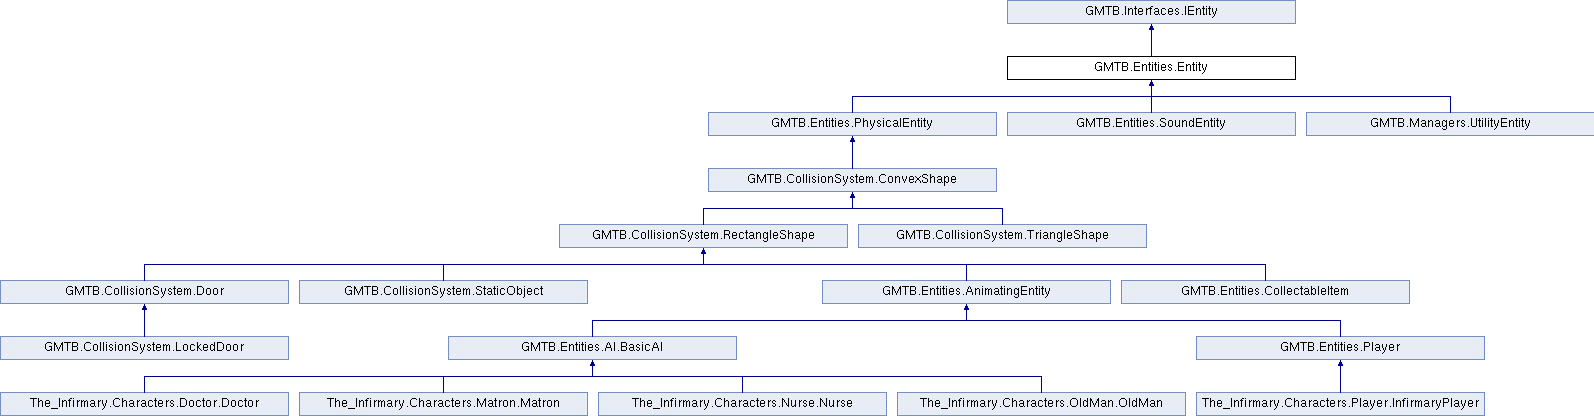 GMTB.Interfaces.IEntity
GMTB.Entities.Entity
GMTB.Entities.PhysicalEntity
GMTB.Entities.SoundEntity
GMTB.Managers.UtilityEntity
GMTB.CollisionSystem.ConvexShape
GMTB.CollisionSystem.RectangleShape
GMTB.CollisionSystem.TriangleShape
GMTB.CollisionSystem.Door
GMTB.CollisionSystem.StaticObject
GMTB.Entities.AnimatingEntity
GMTB.Entities.CollectableItem
GMTB.CollisionSystem.LockedDoor
GMTB.Entities.AI.BasicAI
GMTB.Entities.Player
The_Infirmary.Characters.Doctor.Doctor
The_Infirmary.Characters.Matron.Matron
The_Infirmary.Characters.Nurse.Nurse
The_Infirmary.Characters.OldMan.OldMan
The_Infirmary.Characters.Player.InfirmaryPlayer